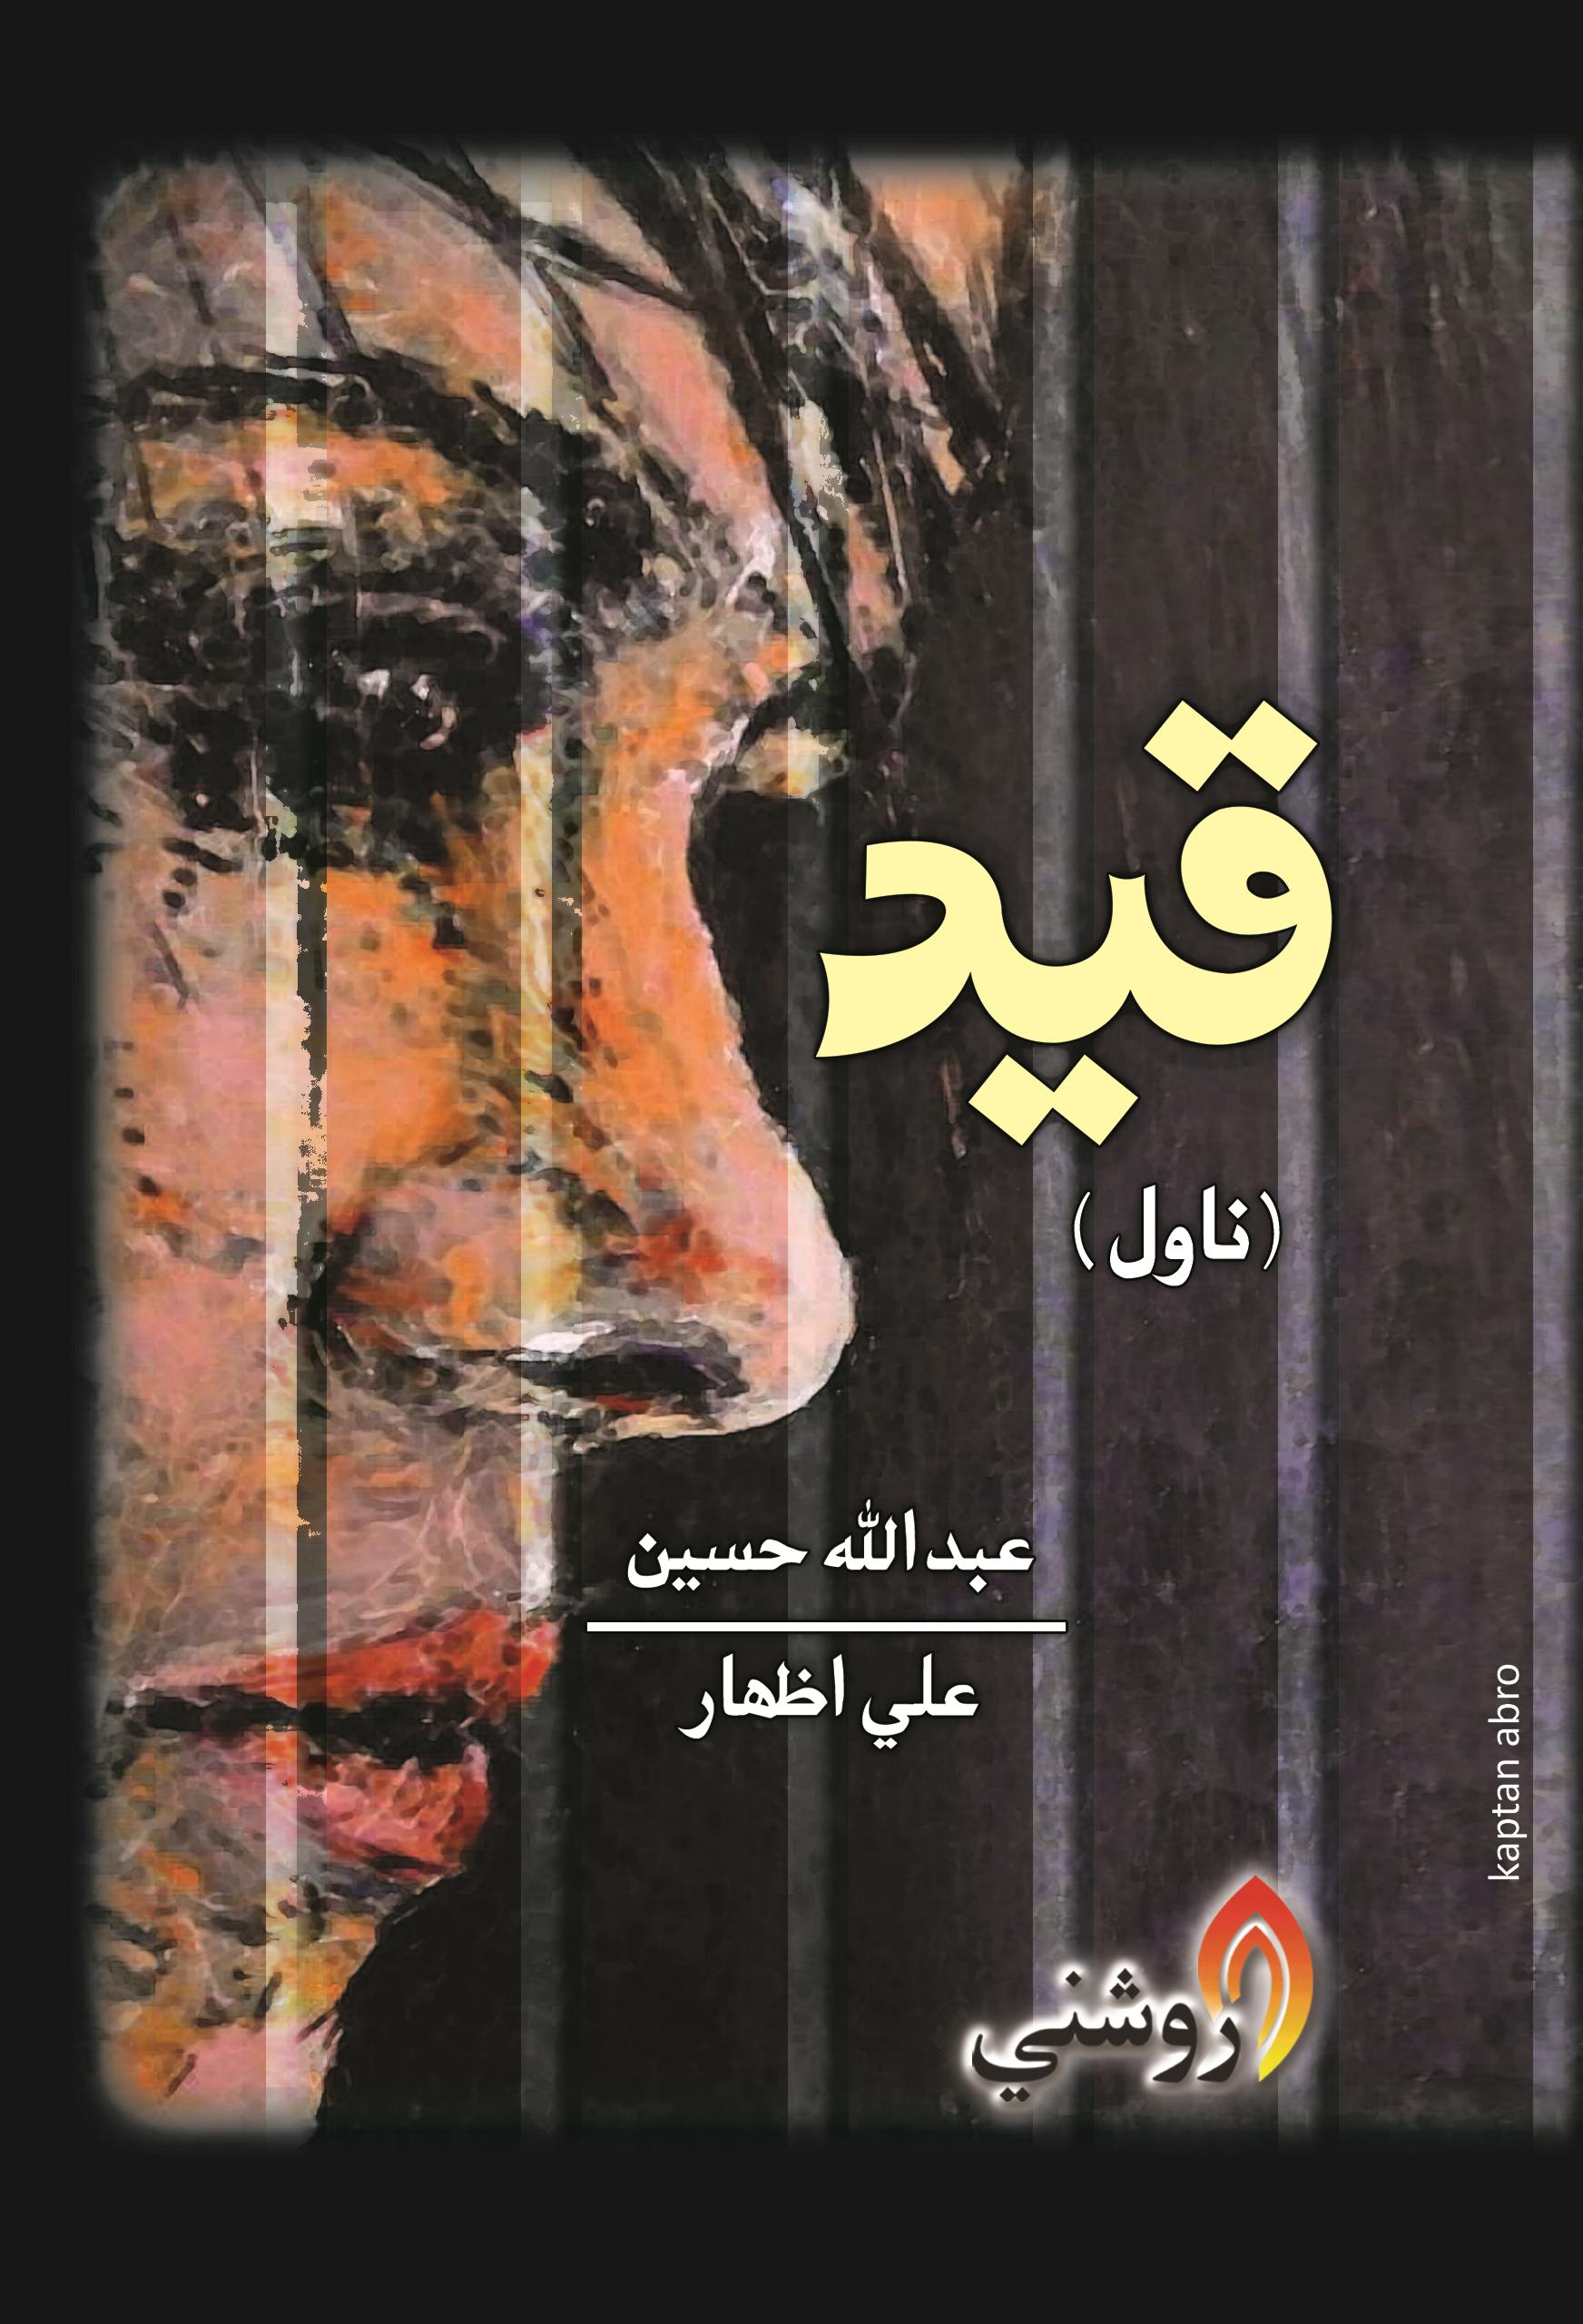 قيد
(ناول)
عبدالله حسين
علي اظهار
kaptan abro
روشني